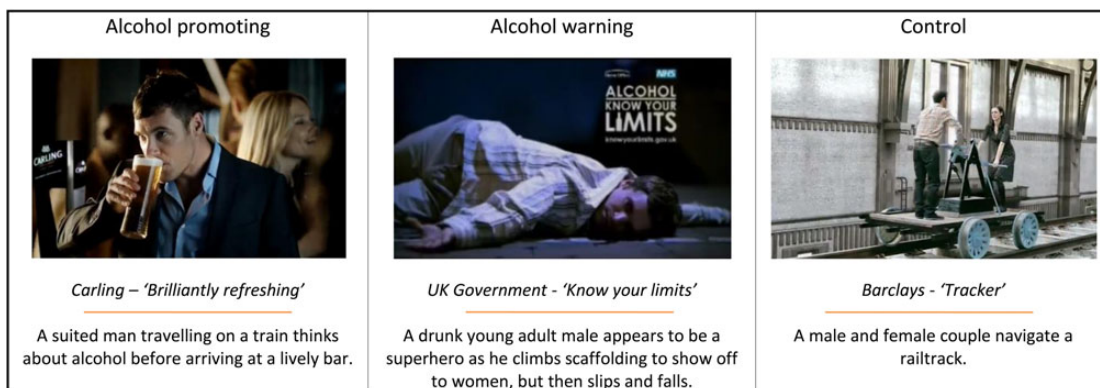 Alcohol promoting
CARLING
Carling – ‘Brilliantly refreshing’
A suited man travelling on a train thinks
about alcohol before arriving at a lively bar.
Alcohol warning
NHS
ALCOHOL
KNOW YOUR
LIMITS
knowyourlimits.gov.uk
UK Government - ‘Know your limits’
A drunk young adult male appears to be a
superhero as he climbs scaffolding to show off
to women, but then slips and falls.
Control
Barclays - ‘Tracker’
A male and female couple navigate a
railtrack.